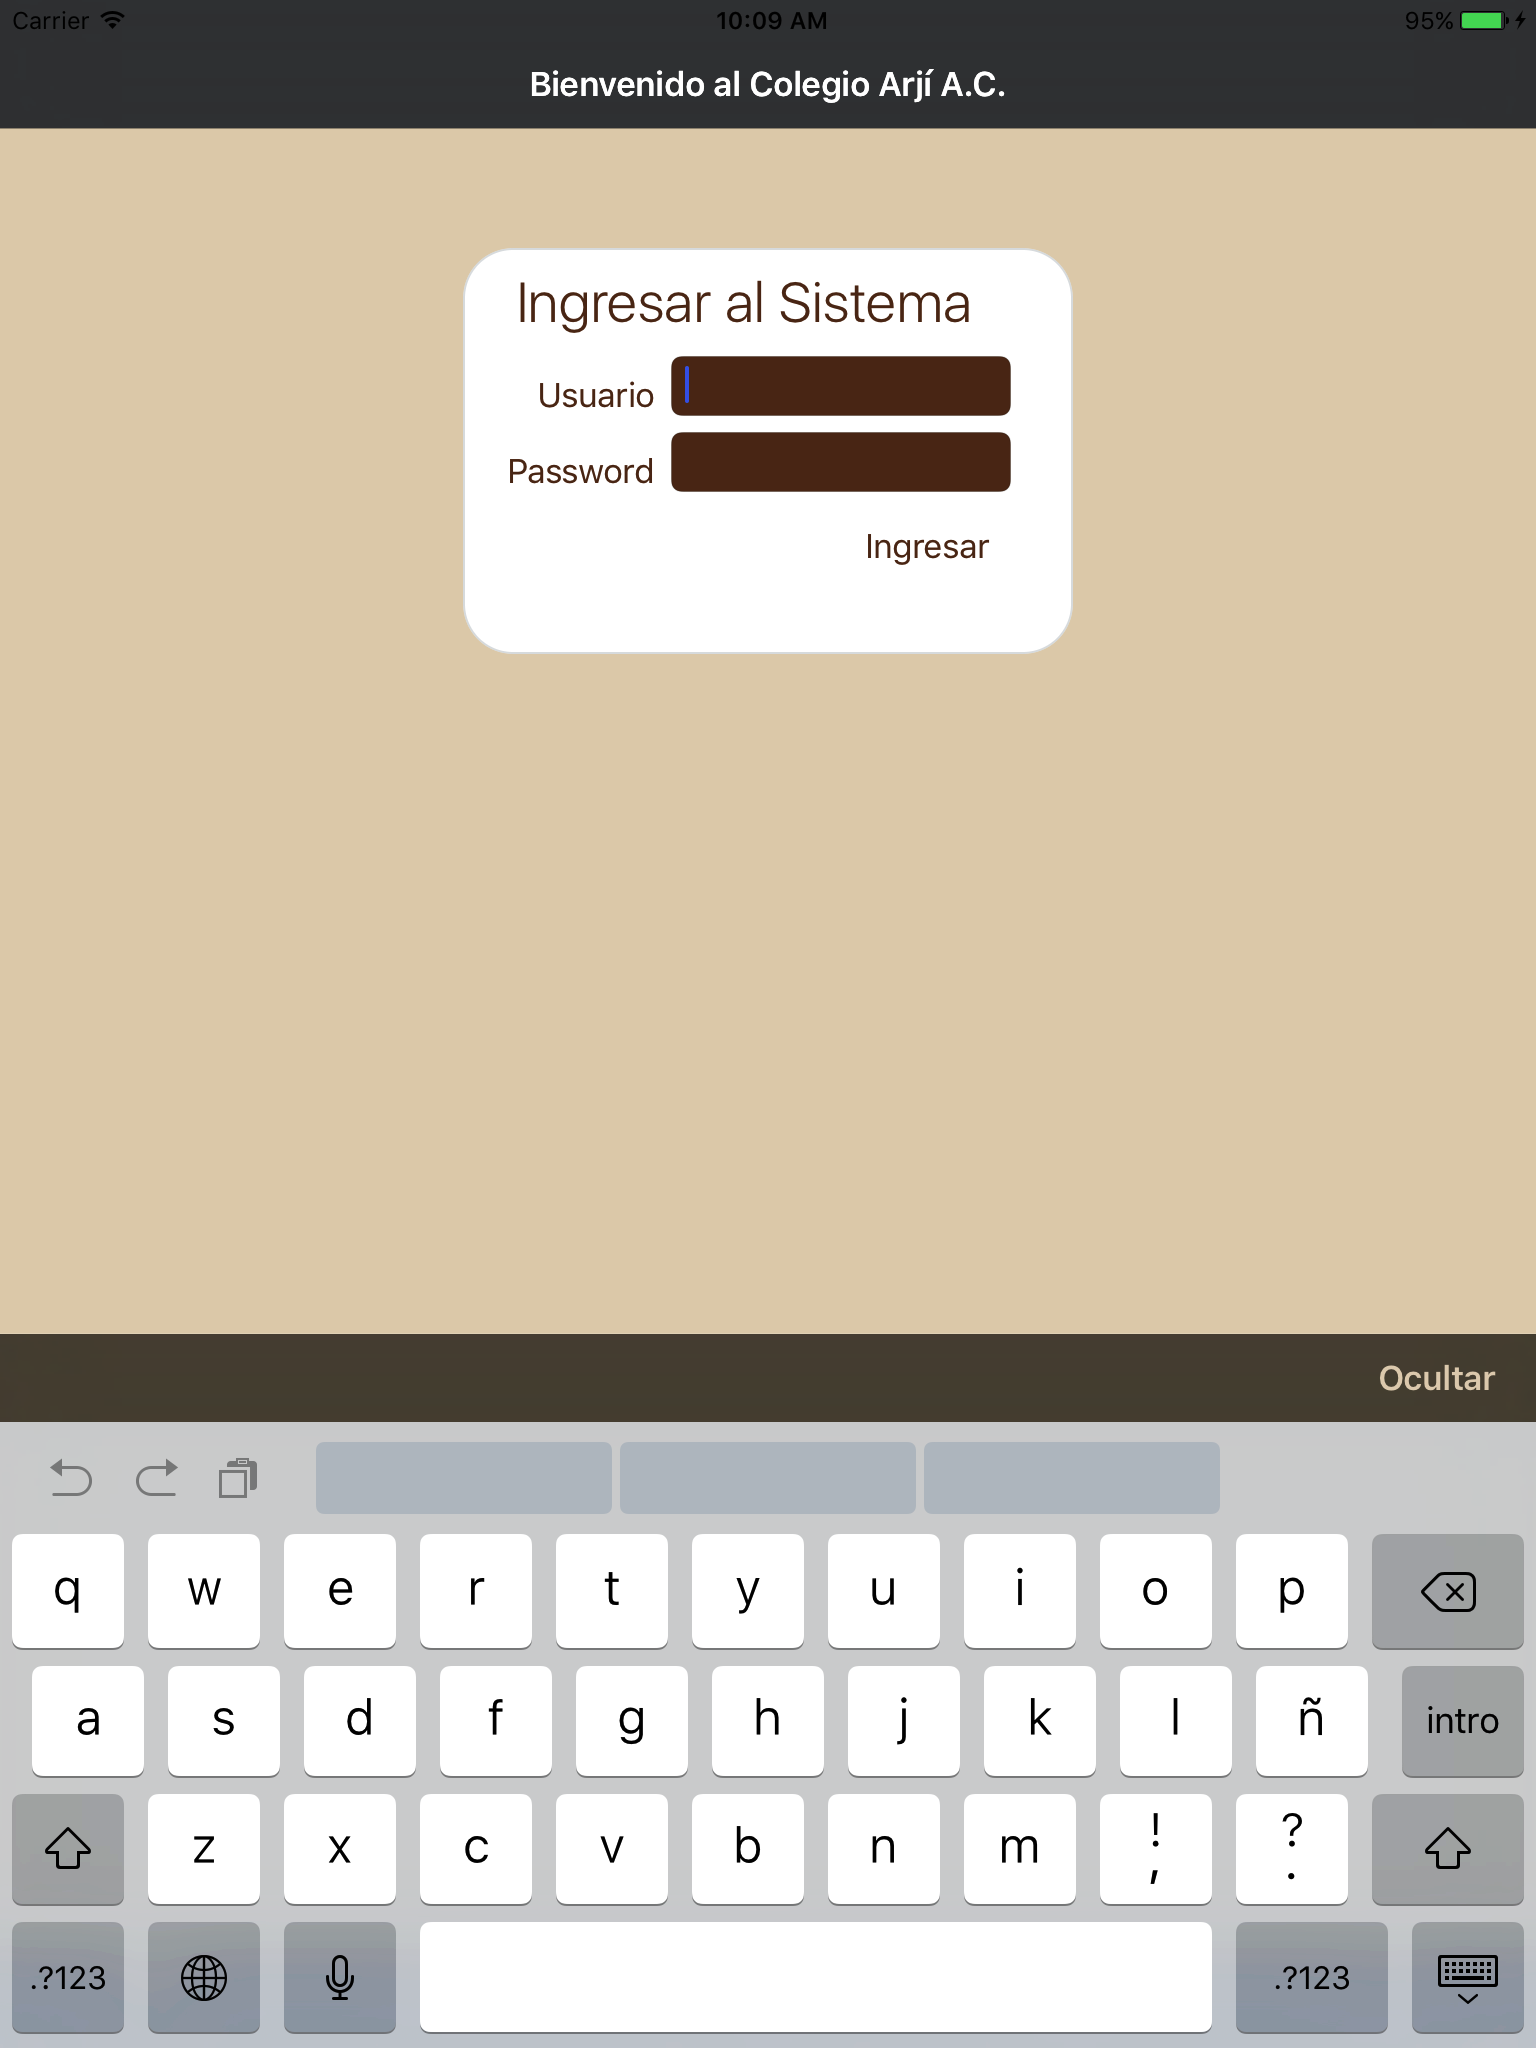 Carrier 10:09 AM 95%
Bienvenido al Colegio Arjí A.C.
Ingresar al Sistema
Usuario
Password
Ingresar
Ocultar
q w e r t y u i o p
a s d f g h j k l ñ intro
z x c v b n m ! , ? .
.?123 .?123